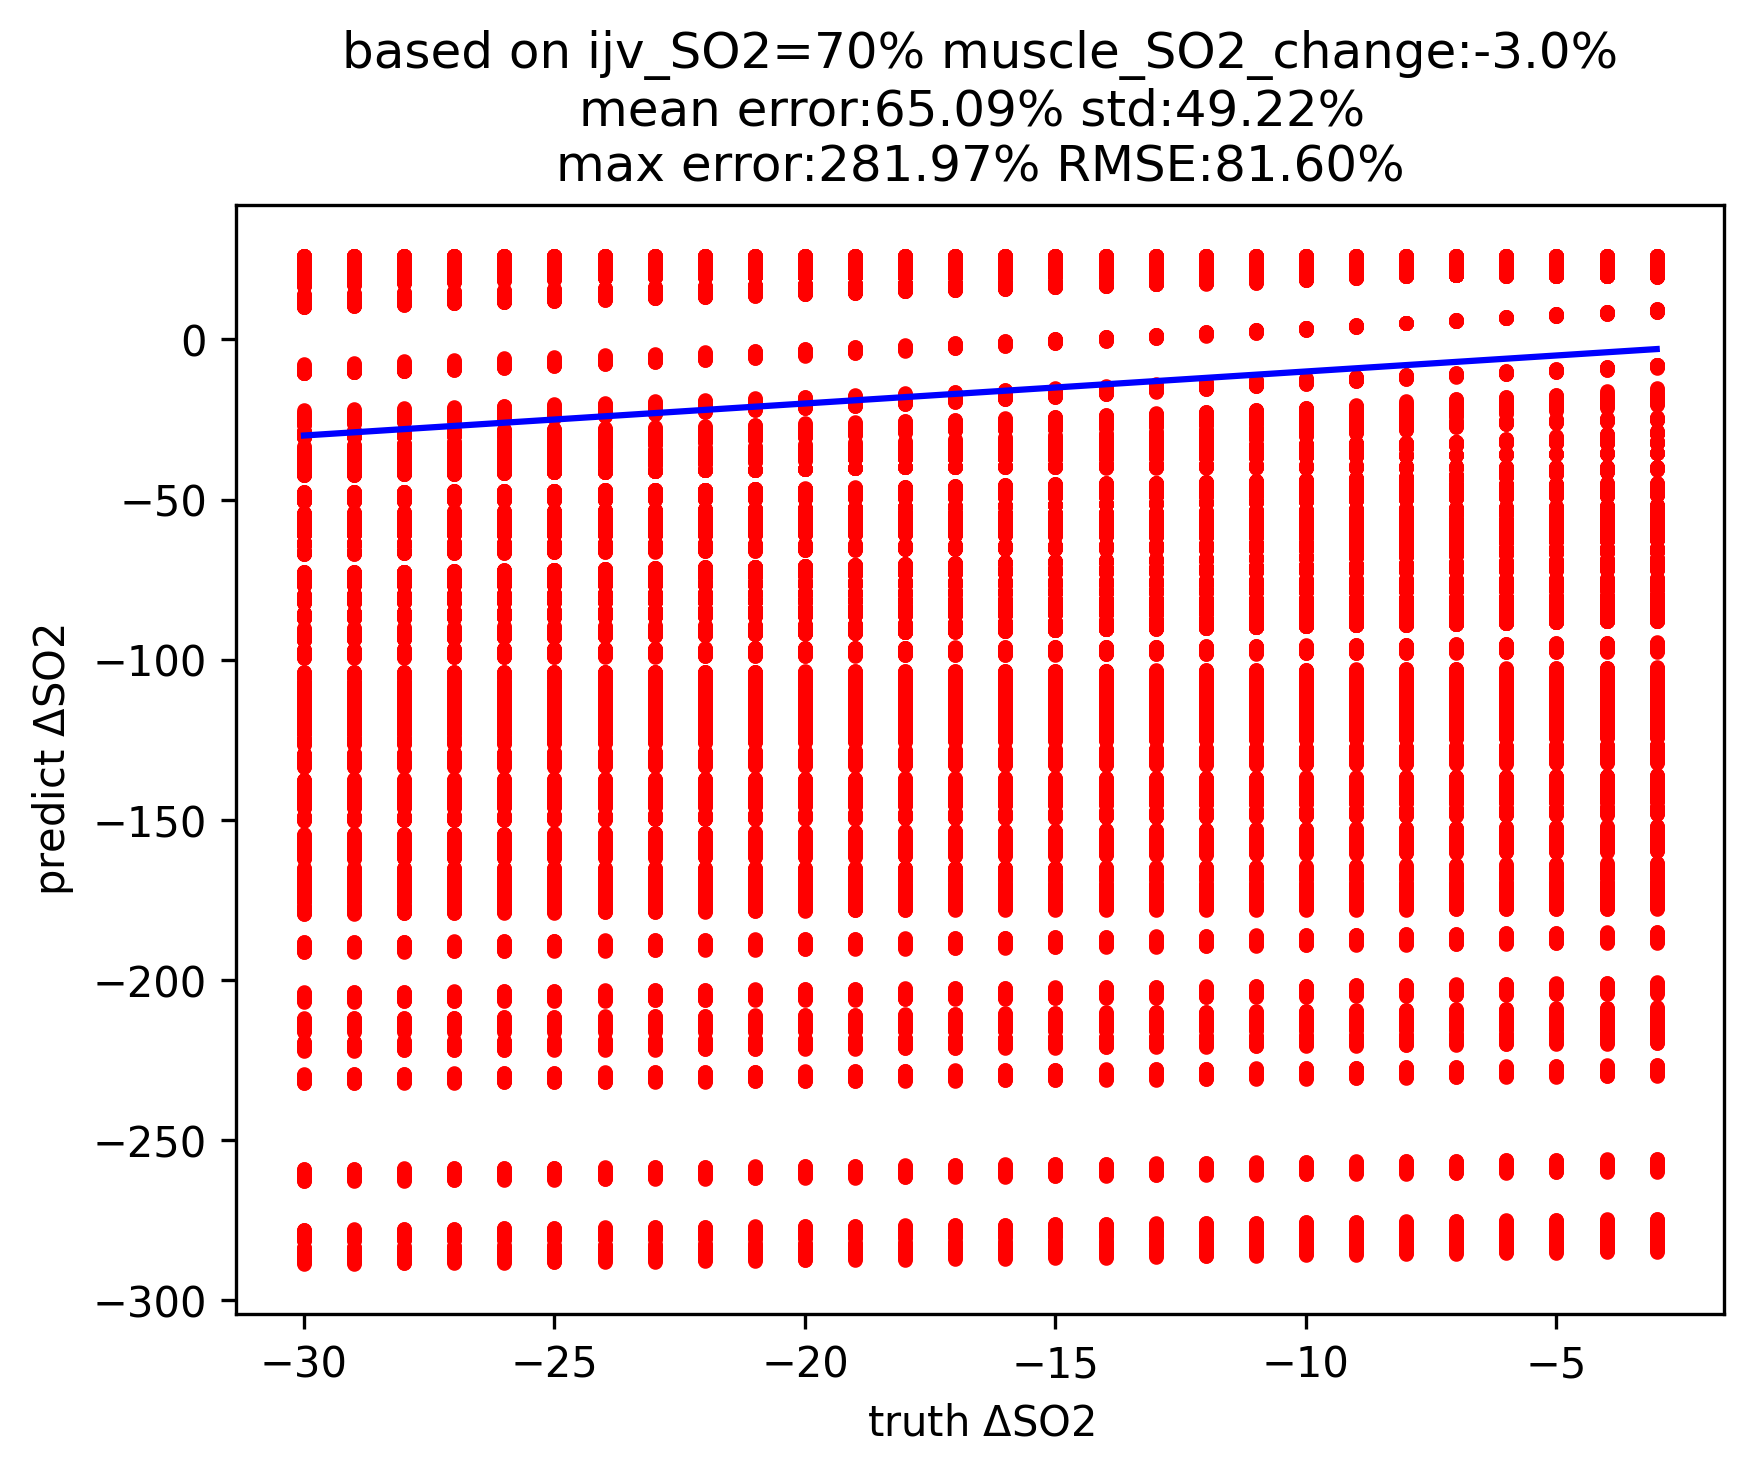 based on ijv_SO2=70% muscle_SO2_change:-3.0%
mean error:65.09% std:49.22%
max error:281.97% RMSE:81.60%
0
−50
−100
−150
−200
−250
−300
predict ΔSO2
−30
−25
−20
−15
−10
−5
truth ΔSO2